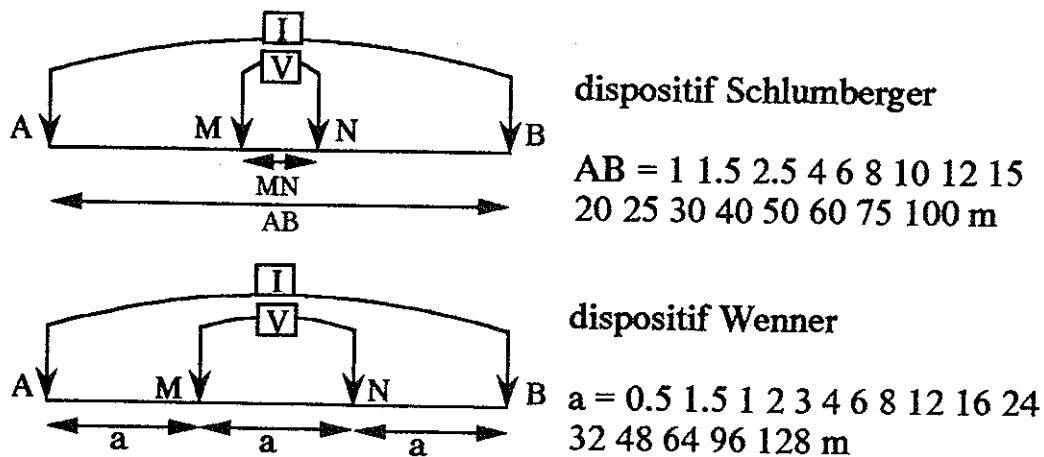 I
V
A M N B
MN
AB
dispositif Schlumberger
AB = 1 1.5 2.5 4 6 8 10 12 15
20 25 30 40 50 60 75 100 m
I
V
A M N B
a a a
dispositif Wenner
a = 0.5 1.5 1 2 3 4 6 8 12 16 24
32 48 64 96 128 m